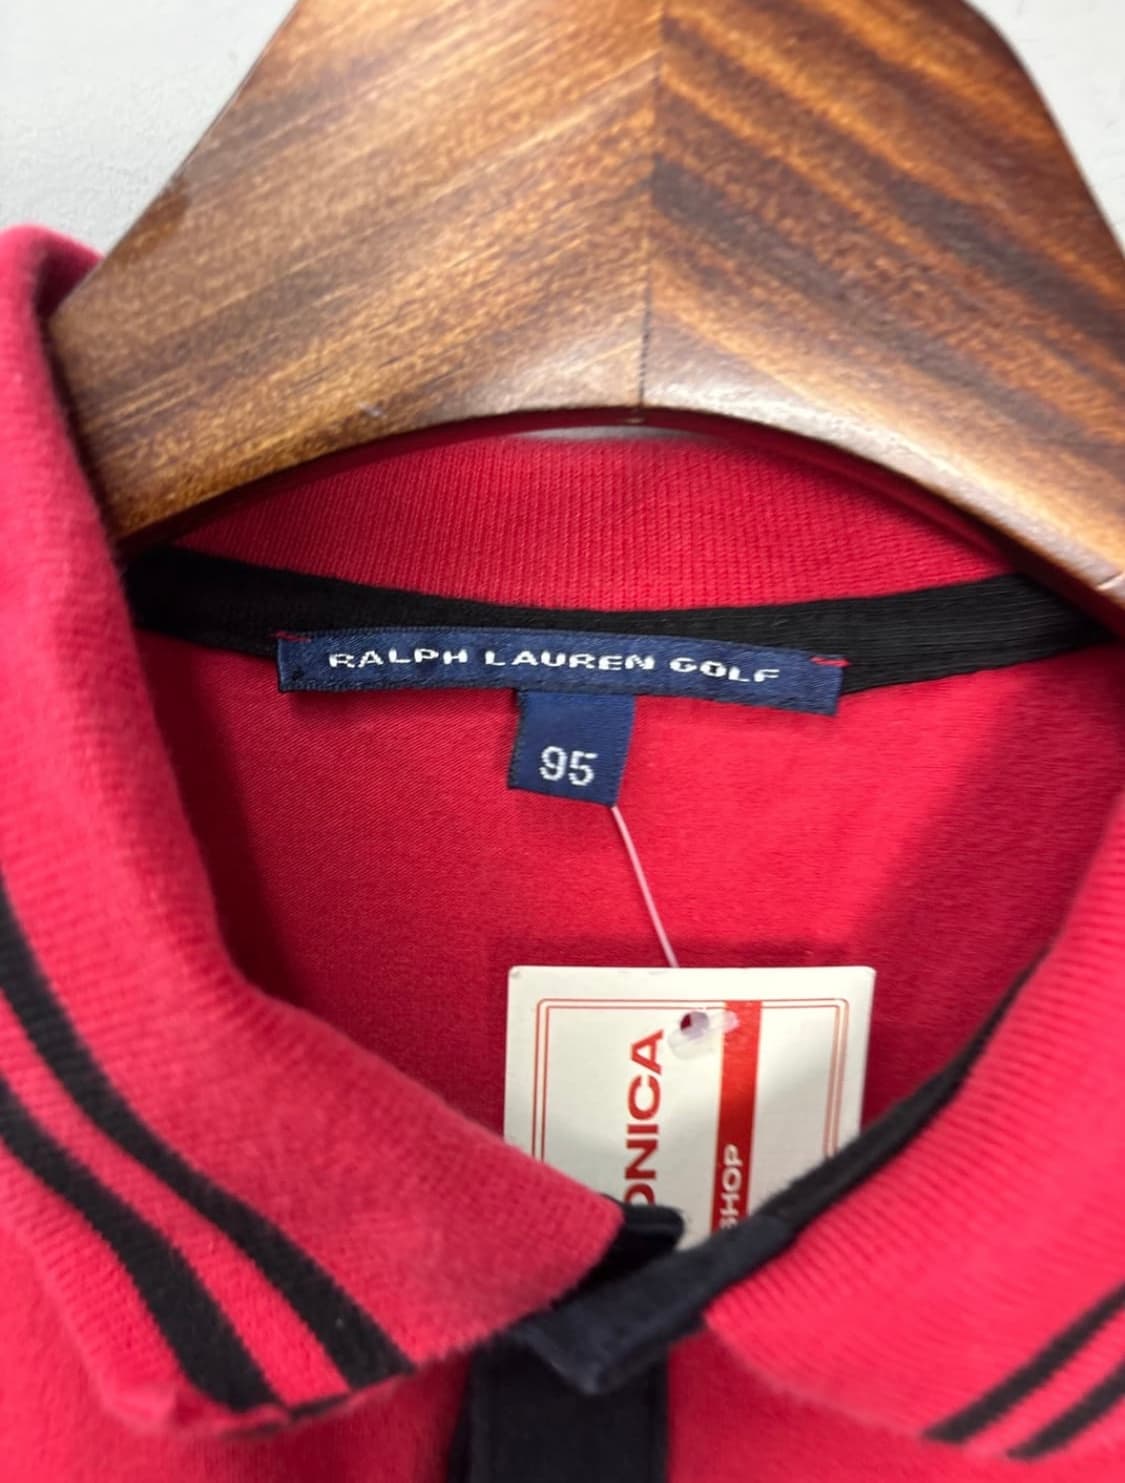 RALPH LAUREN GOLF
95
ONICA
SHOP